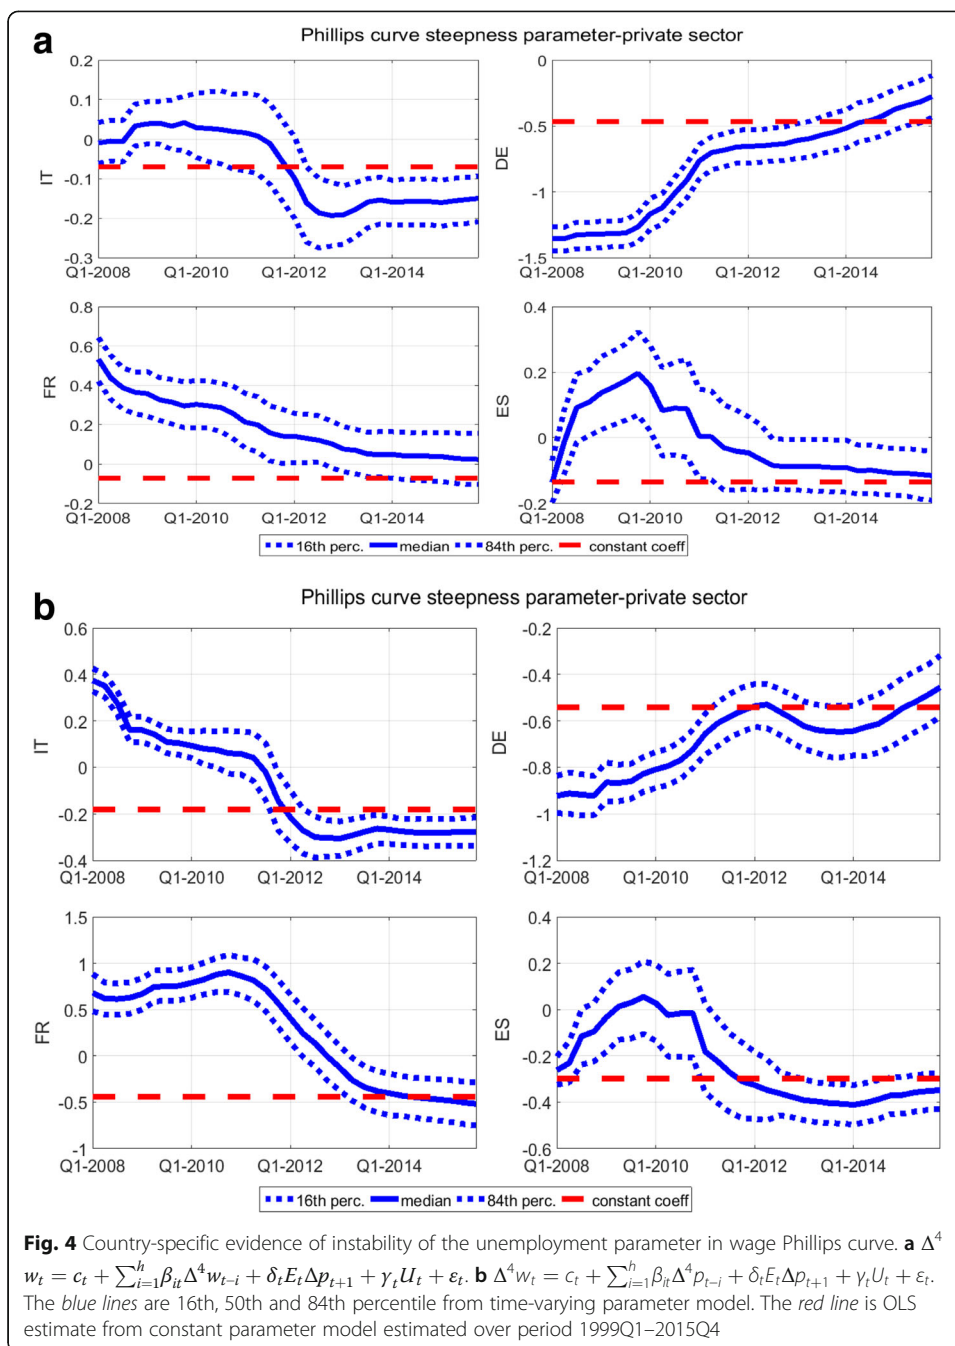 a
Phillips curve steepness parameter-private sector
0.2
0.1
0
-0.1
-0.2
-0.3
IT
Q1-2008 Q1-2010 Q1-2012 Q1-2014
0
-0.5
-1
-1.5
DE
Q1-2008 Q1-2010 Q1-2012 Q1-2014
0.8
0.6
0.4
0.2
0
-0.2
FR
Q1-2008 Q1-2010 Q1-2012 Q1-2014
0.4
0.2
0
-0.2
ES
Q1-2008 Q1-2010 Q1-2012 Q1-2014
16th perc. median 84th perc. constant coeff
b
Phillips curve steepness parameter-private sector
0.6
0.4
0.2
0
-0.2
-0.4
IT
Q1-2008 Q1-2010 Q1-2012 Q1-2014
-0.2
-0.4
-0.6
-0.8
-1
-1.2
DE
Q1-2008 Q1-2010 Q1-2012 Q1-2014
1.5
1
0.5
0
-0.5
-1
FR
Q1-2008 Q1-2010 Q1-2012 Q1-2014
0.4
0.2
0
-0.2
-0.4
-0.6
ES
Q1-2008 Q1-2010 Q1-2012 Q1-2014
16th perc. median 84th perc. constant coeff
Fig. 4 Country-specific evidence of instability of the unemployment parameter in wage Phillips curve. a Δ⁴
wₜ = cₜ + ∑ʰᵢ₌₁ βᵢₜΔ⁴wₜ₋ᵢ + δₜEₜΔpₜ₊₁ + γₜUₜ + εₜ. b Δ⁴wₜ = cₜ + ∑ʰᵢ₌₁ βᵢₜΔ⁴pₜ₋ᵢ + δₜEₜΔpₜ₊₁ + γₜUₜ + εₜ.
The blue lines are 16th, 50th and 84th percentile from time-varying parameter model. The red line is OLS
estimate from constant parameter model estimated over period 1999Q1–2015Q4